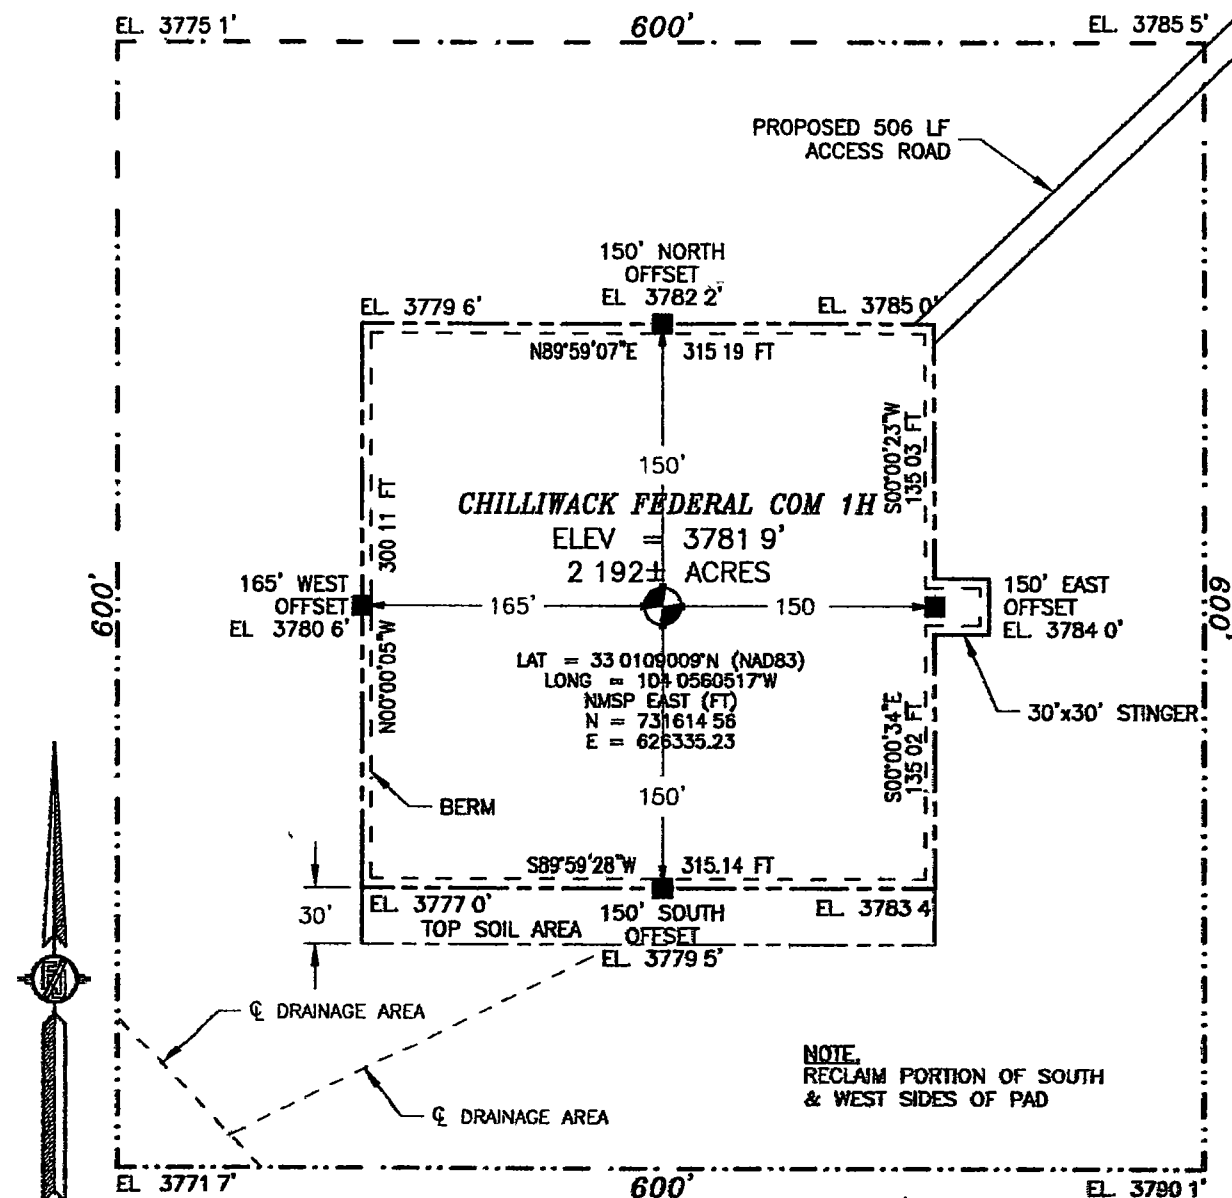 EL. 3775 1'
600'
EL. 3785 5'
PROPOSED 506 LF
ACCESS ROAD
150' NORTH
OFFSET
EL 3782 2'
EL. 3779 6'
EL. 3785 0'
N89°59'07"E 315 19 FT
S00°00'23"W
135 03 FT
150'
CHILLIWACK FEDERAL COM 1H
ELEV = 3781 9'
2 192± ACRES
300 11 FT
N00°00'05"W
600'
165' WEST
OFFSET
EL 3780 6'
165'
150
150' EAST
OFFSET
EL. 3784 0'
600'
LAT = 33 0109009°N (NAD83)
LONG = 104 0560517°W
NMSP EAST (FT)
N = 731614 56
E = 626335.23
30'x30' STINGER
S00°00'34"E
135 02 FT
BERM
150'
S89°59'28"W 315.14 FT
30'
EL. 3777 0'
EL. 3783 4'
TOP SOIL AREA
150' SOUTH
OFFSET
EL. 3779 5'
℄ DRAINAGE AREA
℄ DRAINAGE AREA
NOTE.
RECLAIM PORTION OF SOUTH
& WEST SIDES OF PAD
EL 3771 7'
600'
EL. 3790 1'